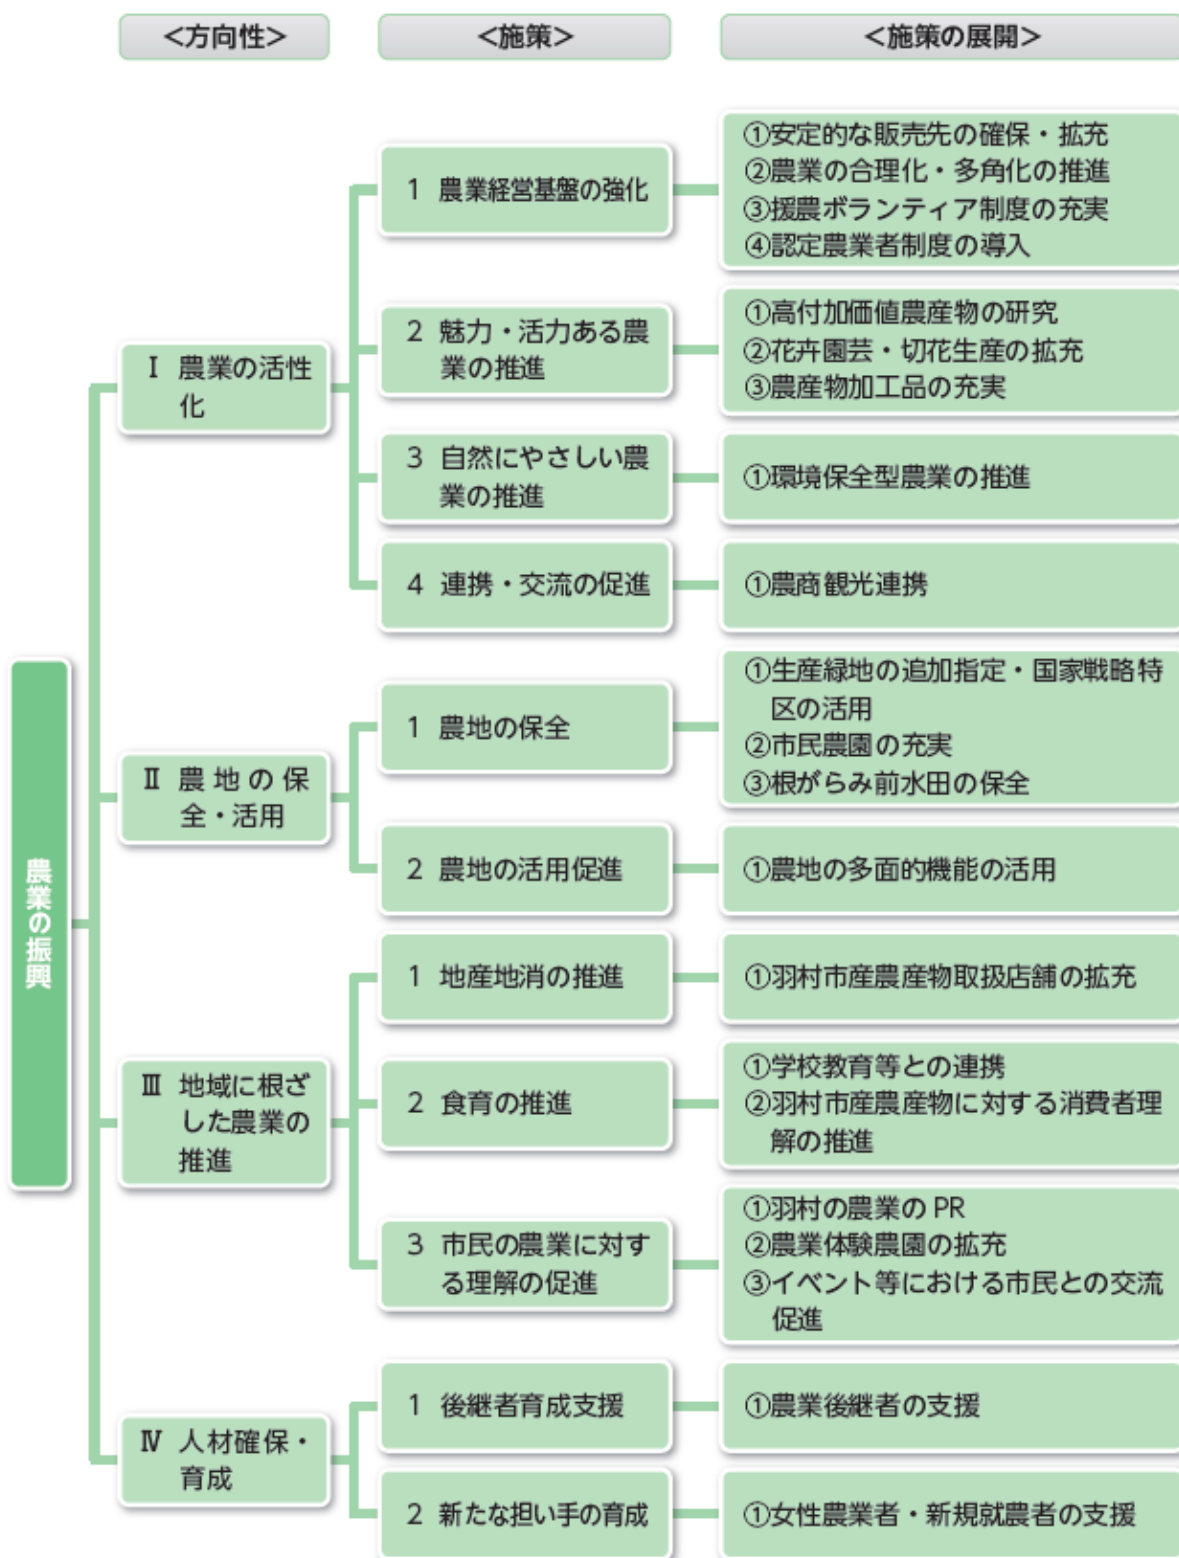 <方向性>
<施策>
<施策の展開>
農業の振興
Ⅰ 農業の活性
化
1 農業経営基盤の強化
①安定的な販売先の確保・拡充
②農業の合理化・多角化の推進
③援農ボランティア制度の充実
④認定農業者制度の導入
2 魅力・活力ある農
業の推進
①高付加価値農産物の研究
②花卉園芸・切花生産の拡充
③農産物加工品の充実
3 自然にやさしい農
業の推進
①環境保全型農業の推進
4 連携・交流の促進
①農商観光連携
Ⅱ 農地の保
全・活用
1 農地の保全
①生産緑地の追加指定・国家戦略特
区の活用
②市民農園の充実
③根がらみ前水田の保全
2 農地の活用促進
①農地の多面的機能の活用
Ⅲ 地域に根ざ
した農業の
推進
1 地産地消の推進
①羽村市産農産物取扱店舗の拡充
2 食育の推進
①学校教育等との連携
②羽村市産農産物に対する消費者理
解の推進
3 市民の農業に対す
る理解の促進
①羽村の農業の PR
②農業体験農園の拡充
③イベント等における市民との交流
促進
Ⅳ 人材確保・
育成
1 後継者育成支援
①農業後継者の支援
2 新たな担い手の育成
①女性農業者・新規就農者の支援